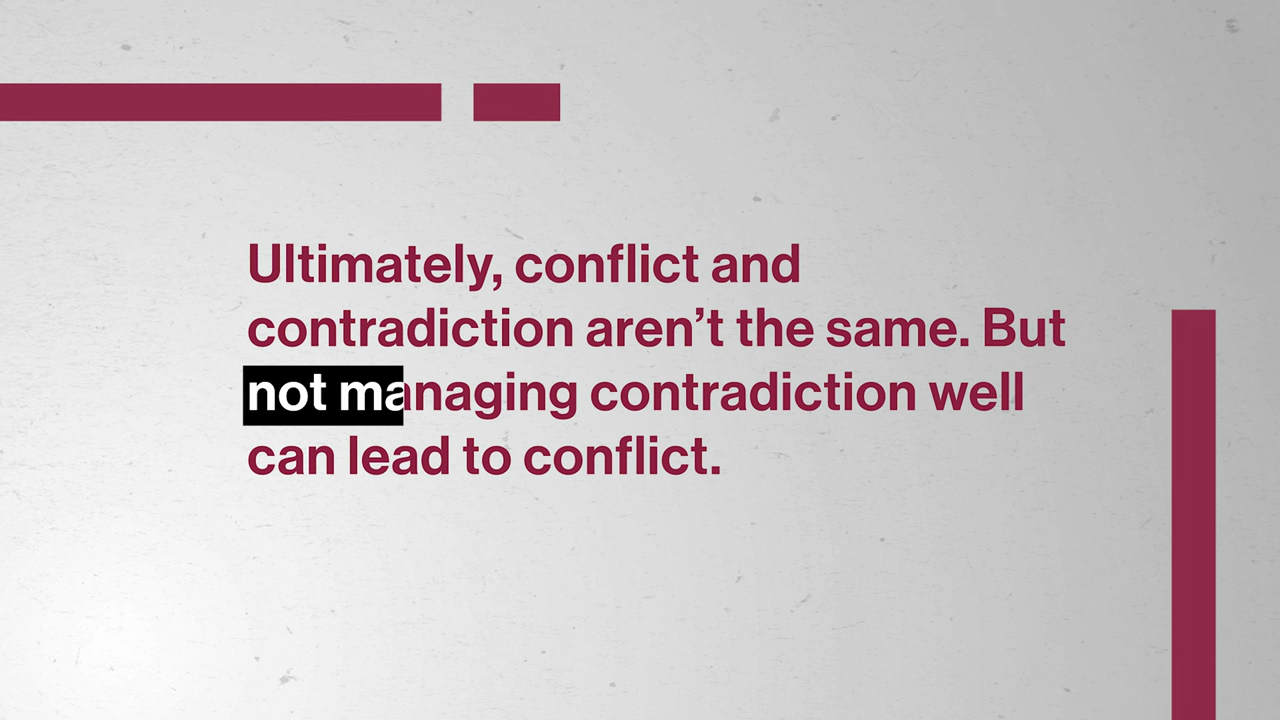 Ultimately, conflict and
contradiction aren’t the same. But
not managing contradiction well
can lead to conflict.